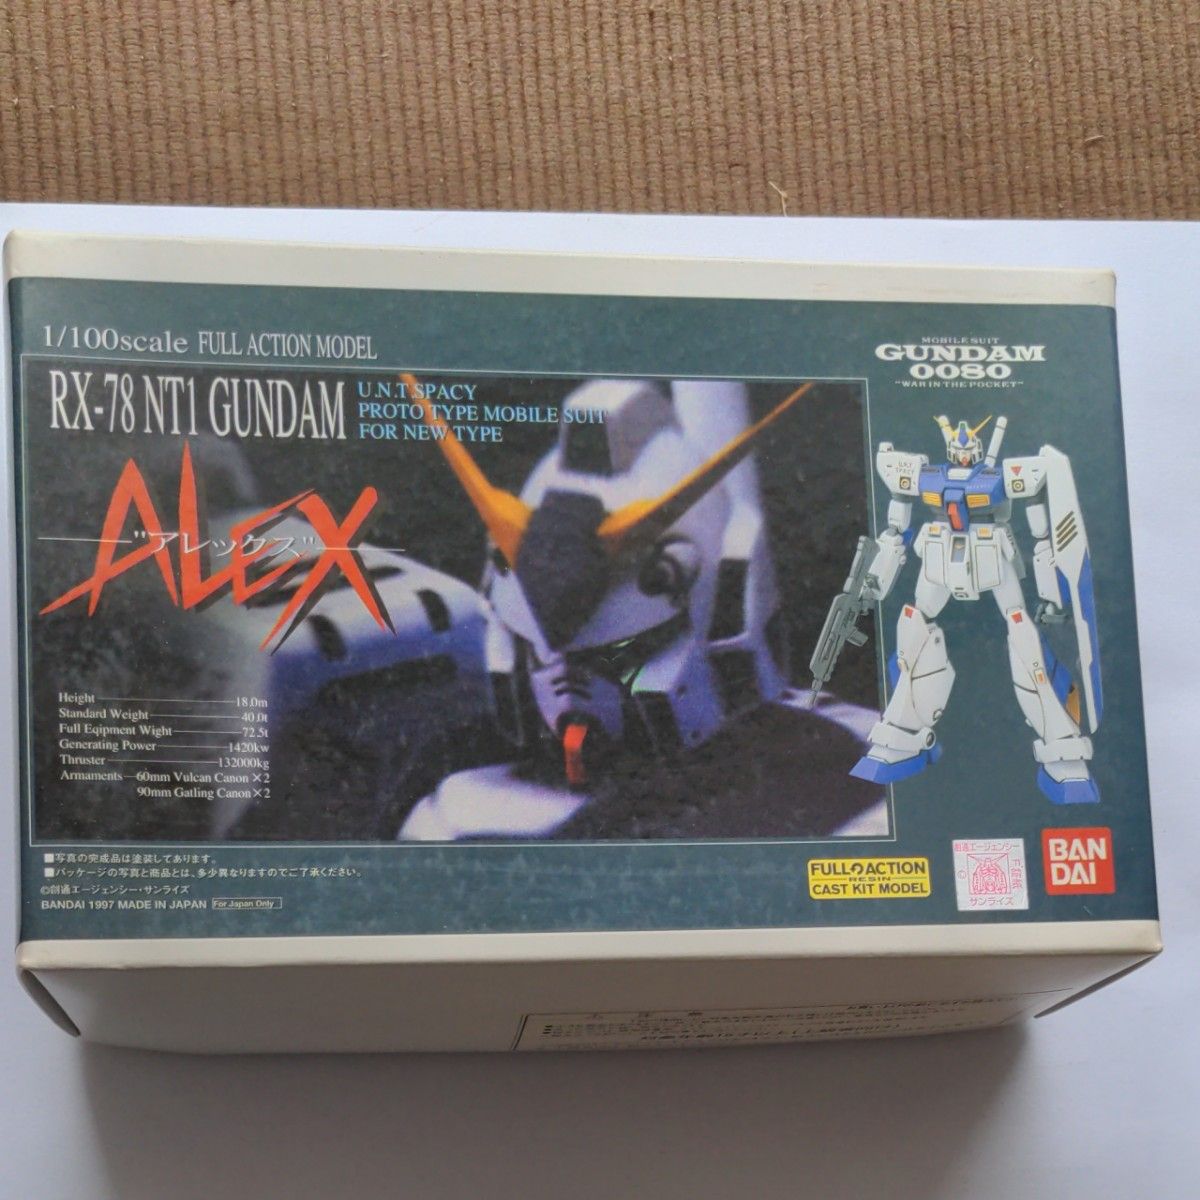 1/100scale FULL ACTION MODEL
RX-78 NT1 GUNDAM
U.N.T.SPACY
PROTO TYPE MOBILE SUIT
FOR NEW TYPE
ALEX
"アレックス"
MOBILE SUIT
GUNDAM
0080
"WAR IN THE POCKET"
U.N.T
SPACY
Height 18.0m
Standard Weight 40.0t
Full Eqipment Wight 72.5t
Generating Power 1420kw
Thruster 132000kg
Armaments 60mm Vulcan Canon×2
90mm Gatling Canon×2
■写真の完成品は塗装してあります。
■パッケージの写真と商品とは、多少異なりますのでご了承ください。
©創通エージェンシー・サンライズ
BANDAI 1997 MADE IN JAPAN For Japan Only
FULL ACTION
RESIN
CAST KIT MODEL
創通エージェンシー
©
証紙
サンライズ
BAN
DAI